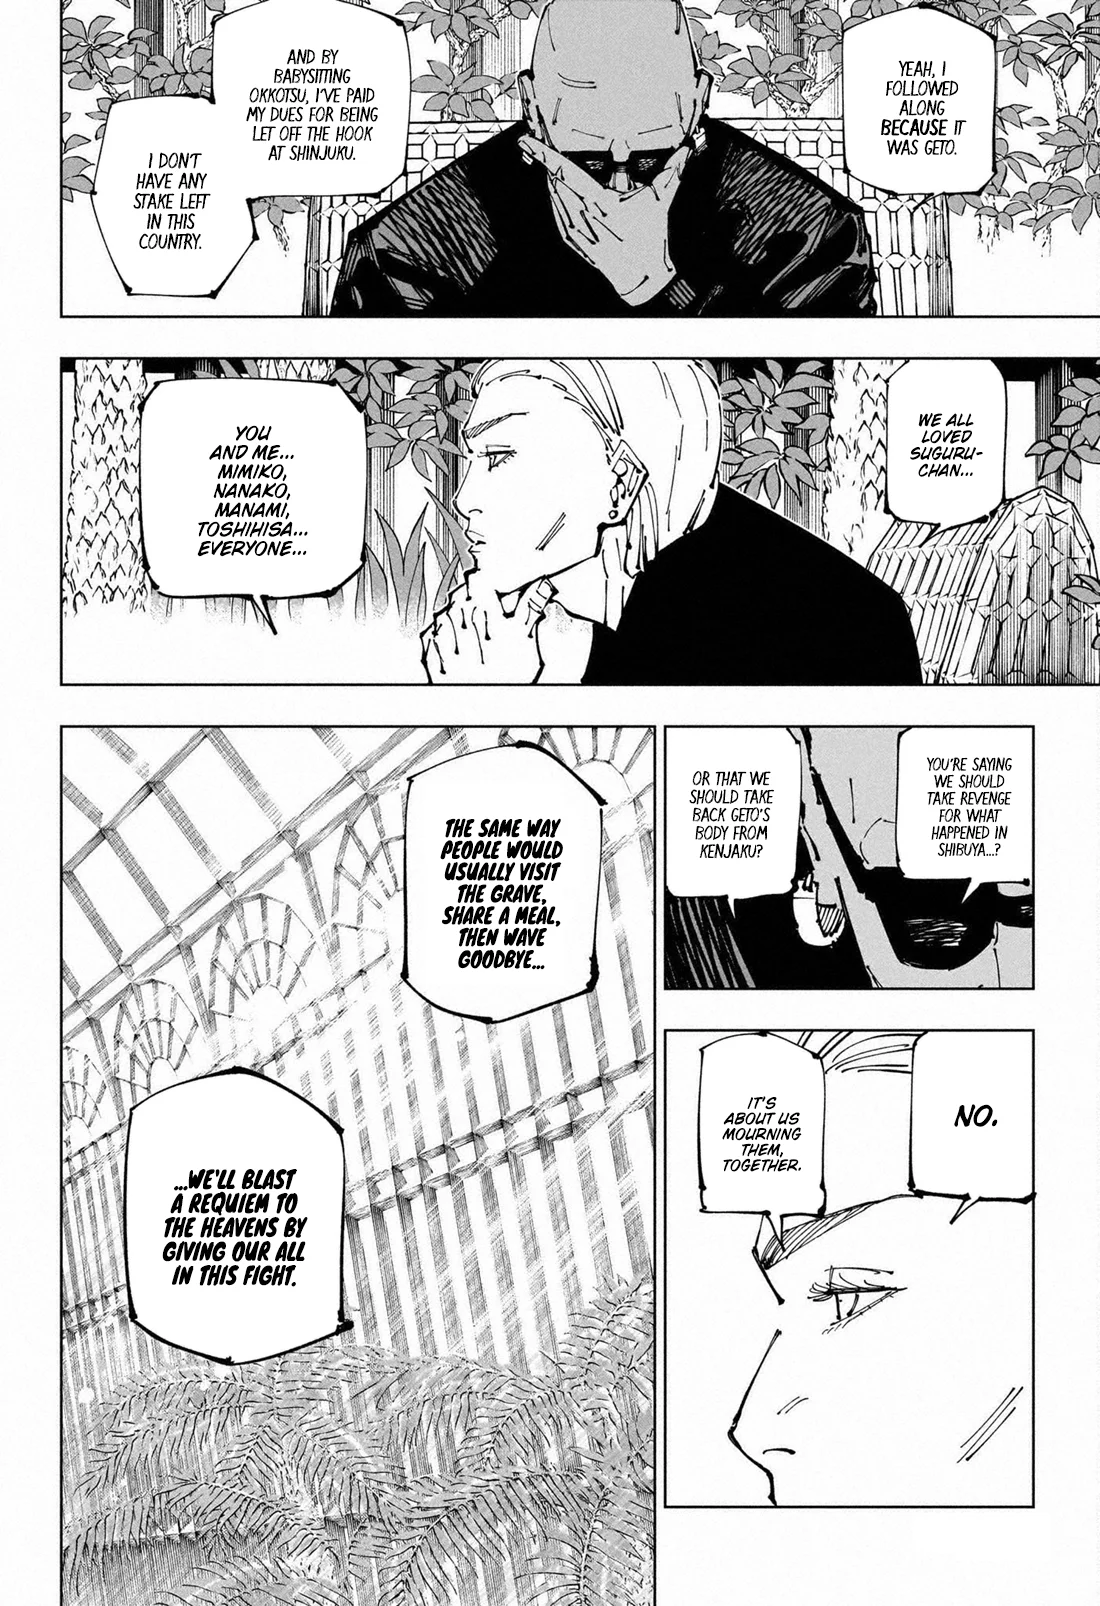 YEAH, I
FOLLOWED
ALONG
BECAUSE IT
WAS GETO.
AND BY
BABYSITTING
OKKOTSU, I'VE PAID
MY DUES FOR BEING
LET OFF THE HOOK
AT SHINJUKU.
I DON'T
HAVE ANY
STAKE LEFT
IN THIS
COUNTRY.
WE ALL
LOVED
SUGURU-
CHAN...
YOU
AND ME...
MIMIKO,
NANAKO,
MANAMI,
TOSHIHISA...
EVERYONE...
YOU'RE SAYING
WE SHOULD
TAKE REVENGE
FOR WHAT
HAPPENED IN
SHIBUYA...?
OR THAT WE
SHOULD TAKE
BACK GETO'S
BODY FROM
KENJAKU?
NO.
IT'S
ABOUT US
MOURNING
THEM,
TOGETHER.
THE SAME WAY
PEOPLE WOULD
USUALLY VISIT
THE GRAVE,
SHARE A MEAL,
THEN WAVE
GOODBYE...
...WE'LL BLAST
A REQUIEM TO
THE HEAVENS BY
GIVING OUR ALL
IN THIS FIGHT.